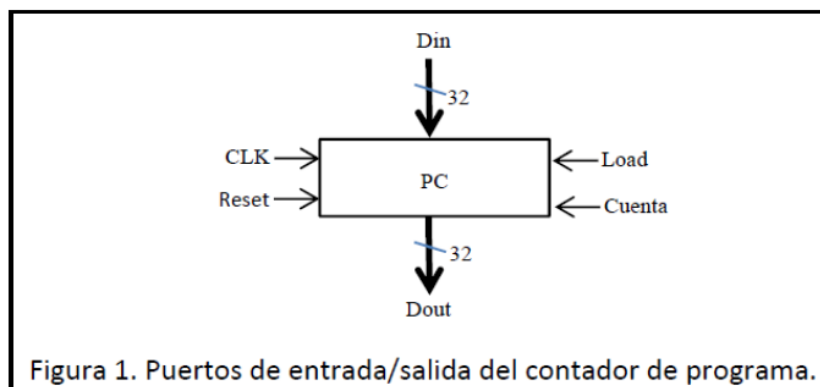 Din
32
CLK
Load
PC
Reset
Cuenta
32
Dout
Figura 1. Puertos de entrada/salida del contador de programa.